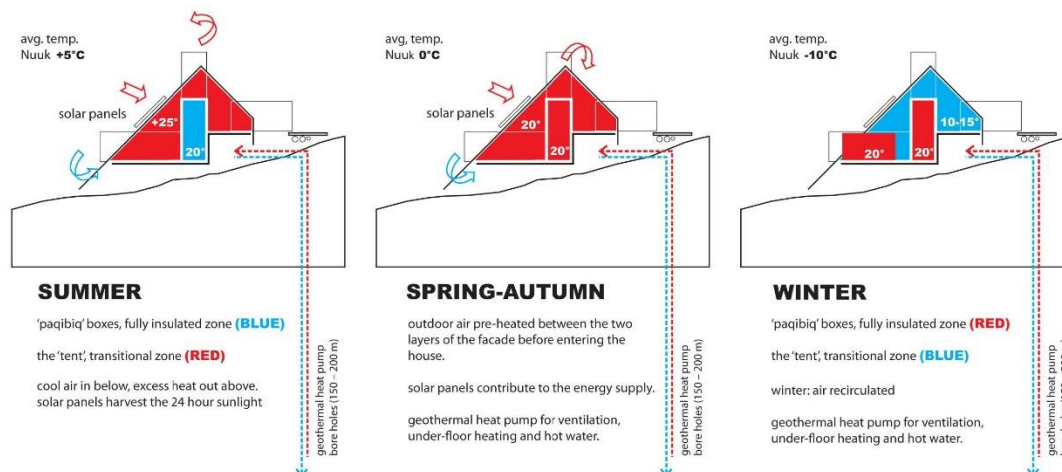 avg. temp.
Nuuk +5°C
solar panels
+25°
20°
SUMMER
'paqibiq' boxes, fully insulated zone (BLUE)
the 'tent', transitional zone (RED)
cool air in below, excess heat out above.
solar panels harvest the 24 hour sunlight
geothermal heat pump
bore holes (150 – 200 m)
avg, temp.
Nuuk 0°C
solar panels
20°
20°
SPRING-AUTUMN
outdoor air pre-heated between the two
layers of the facade before entering the
house.
solar panels contribute to the energy supply.
geothermal heat pump for ventilation,
under-floor heating and hot water.
geothermal heat pump
bore holes (150 – 200 m)
avg. temp.
Nuuk -10°C
10-15°
20°
20°
WINTER
'paqibiq' boxes, fully insulated zone (RED)
the 'tent', transitional zone (BLUE)
winter: air recirculated
geothermal heat pump for ventilation,
under-floor heating and hot water.
geothermal heat pump